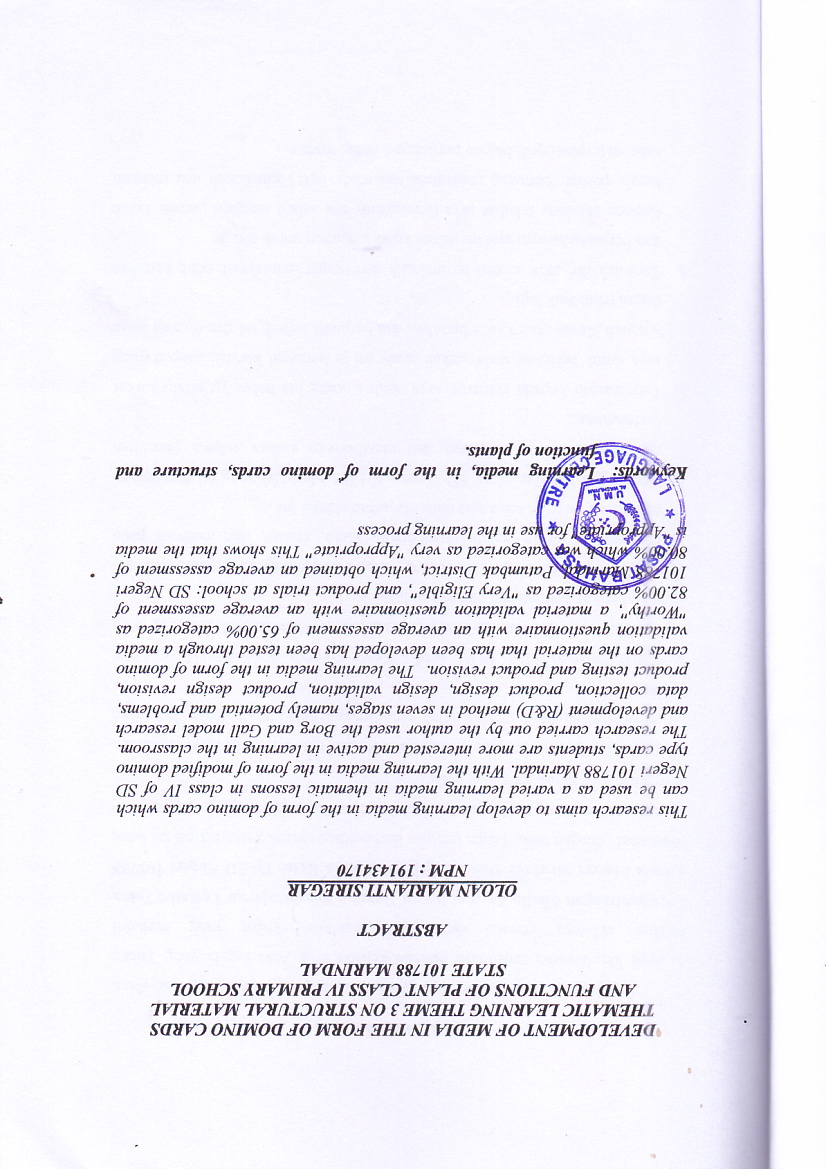 DEVELOPMENT OF MEDIA IN THE FORM OF DOMINO CARDS
THEMATIC LEARNING THEME 3 ON STRUCTURAL MATERIAL
AND FUNCTIONS OF PLANT CLASS IV PRIMARY SCHOOL
STATE 101788 MARINDAL
ABSTRACT
OLOAN MARIANTI SIREGAR
NPM : 191434170
This research aims to develop learning media in the form of domino cards which
can be used as a varied learning media in thematic lessons in class IV of SD
Negeri 101788 Marindal. With the learning media in the form of modified domino
type cards, students are more interested and active in learning in the classroom.
The research carried out by the author used the Borg and Gall model research
and development (R&D) method in seven stages, namely potential and problems,
data collection, product design, design validation, product design revision,
product testing and product revision. The learning media in the form of domino
cards on the material that has been developed has been tested through a media
validation questionnaire with an average assessment of 65.00% categorized as
"Worthy", a material validation questionnaire with an average assessment of
82.00% categorized as "Very Eligible", and product trials at school: SD Negeri
101788 Marindal, Patumbak District, which obtained an average assessment of
80.00% which was categorized as very "Appropriate" This shows that the media
is "Appropriate" for use in the learning process
Keywords: Learning media, in the form of domino cards, structure and
function of plants.
PUSAT BAHASA
LANGUAGE CENTRE
U M N
AL WASHLIYAH